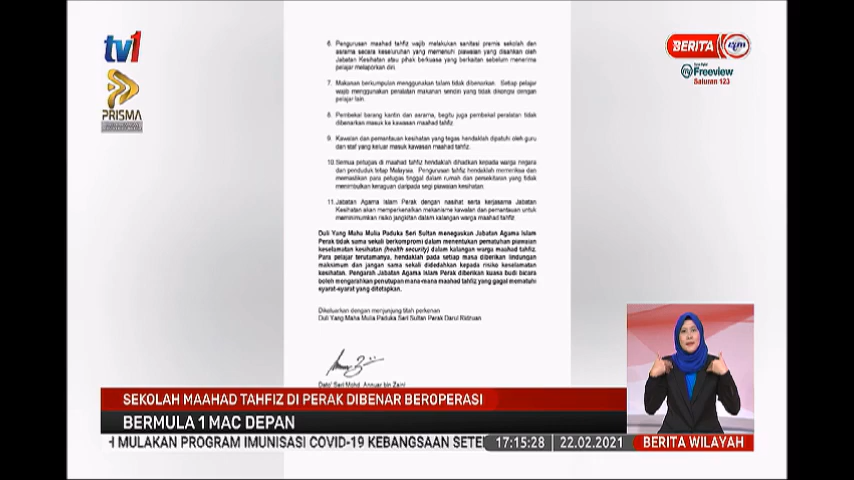 tv1
PRISMA
BERITA rtm
my Freeview
Saluran 123
6. Pengurusan maahad tahfiz wajib melakukan sanitasi premis sekolah dan
asrama secara keseluruhan yang memenuhi piawaian yang disahkan oleh
Jabatan Kesihatan atau pihak berkuasa yang berkaitan sebelum menerima
pelajar melaporkan diri.
7. Makanan berkumpulan menggunakan talam tidak dibenarkan. Setiap pelajar
wajib menggunakan peralatan makanan sendiri yang tidak dikongsi dengan
pelajar lain.
8. Pembekal barang kantin dan asrama, begitu juga pembekal peralatan tidak
dibenarkan masuk ke kawasan maahad tahfiz.
9. Kawalan dan pemantauan kesihatan yang tegas hendaklah dipatuhi oleh guru
dan staf yang keluar masuk kawasan maahad tahfiz.
10. Semua petugas di maahad tahfiz hendaklah dihadkan kepada warga negara
dan penduduk tetap Malaysia. Pengurusan tahfiz hendaklah memeriksa dan
memastikan para petugas tinggal dalam rumah dan persekitaran yang tidak
menimbulkan keraguan daripada segi piawaian kesihatan.
11. Jabatan Agama Islam Perak dengan nasihat serta kerjasama Jabatan
Kesihatan akan memperkenalkan mekanisme kawalan dan pemantauan untuk
meminimumkan risiko jangkitan dalam kalangan warga maahad tahfiz.
Duli Yang Maha Mulia Paduka Seri Sultan menegaskan Jabatan Agama Islam
Perak tidak sama sekali berkompromi dalam menentukan pematuhan piawaian
keselamatan kesihatan (health security) dalam kalangan warga maahad tahfiz.
Para pelajar terutamanya, hendaklah pada setiap masa diberikan lindungan
maksimum dan jangan sama sekali didedahkan kepada risiko keselamatan
kesihatan. Pengarah Jabatan Agama Islam Perak diberikan kuasa budi bicara
boleh mengarahkan penutupan mana-mana maahad tahfiz yang gagal mematuhi
syarat-syarat yang ditetapkan.
Dikeluarkan dengan menjunjung titah perkenan
Duli Yang Maha Mulia Paduka Seri Sultan Perak Darul Ridzuan
Dato' Seri Mohd. Annuar bin Zaini
SEKOLAH MAAHAD TAHFIZ DI PERAK DIBENAR BEROPERASI
BERMULA 1 MAC DEPAN
H MULAKAN PROGRAM IMUNISASI COVID-19 KEBANGSAAN SETE 17:15:28 22.02.2021 BERITA WILAYAH